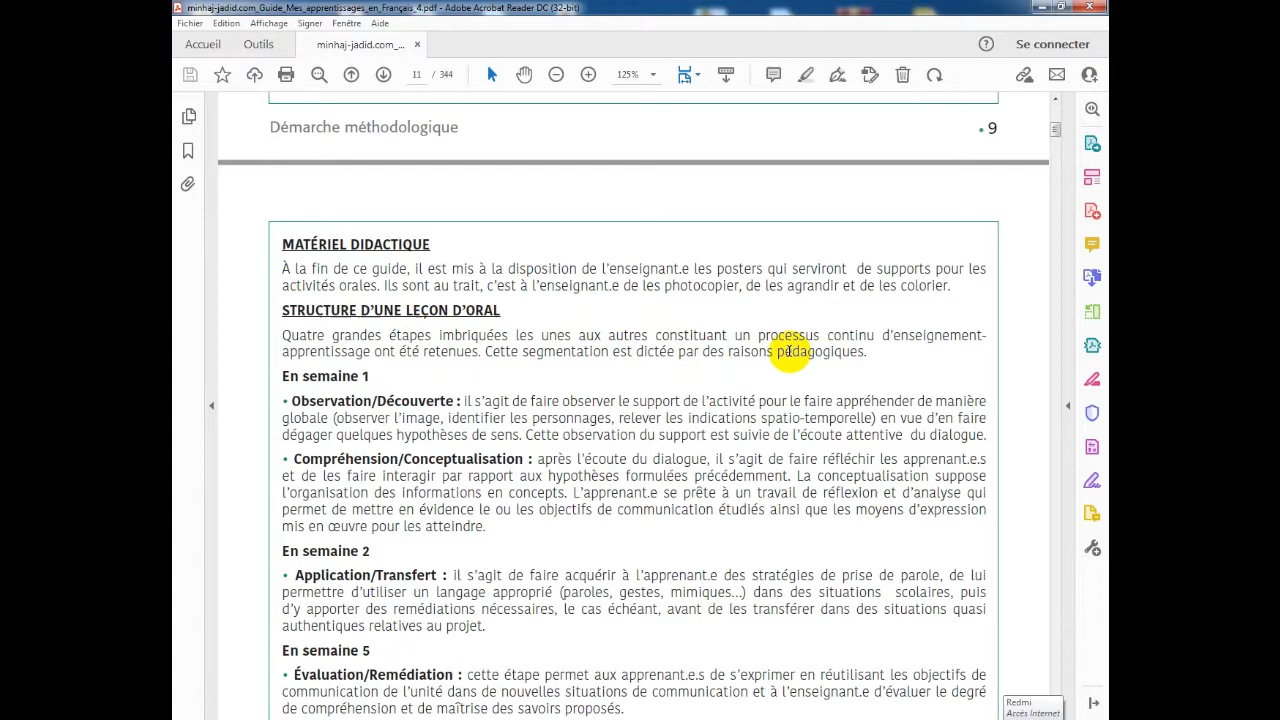 minhaj-jadid.com_Guide_Mes_apprentissages_en_Français_4.pdf - Adobe Acrobat Reader DC (32-bit)
Fichier Edition Affichage Signer Fenêtre Aide
Accueil Outils minhaj-jadid.com_... × Se connecter
11 / 344 125%
Démarche méthodologique • 9
MATÉRIEL DIDACTIQUE
À la fin de ce guide, il est mis à la disposition de l'enseignant.e les posters qui serviront de supports pour les
activités orales. Ils sont au trait, c'est à l'enseignant.e de les photocopier, de les agrandir et de les colorier.
STRUCTURE D'UNE LEÇON D'ORAL
Quatre grandes étapes imbriquées les unes aux autres constituant un processus continu d'enseignement-
apprentissage ont été retenues. Cette segmentation est dictée par des raisons pédagogiques.
En semaine 1
• Observation/Découverte : il s'agit de faire observer le support de l'activité pour le faire appréhender de manière
globale (observer l'image, identifier les personnages, relever les indications spatio-temporelle) en vue d'en faire
dégager quelques hypothèses de sens. Cette observation du support est suivie de l'écoute attentive du dialogue.
• Compréhension/Conceptualisation : après l'écoute du dialogue, il s'agit de faire réfléchir les apprenant.e.s
et de les faire interagir par rapport aux hypothèses formulées précédemment. La conceptualisation suppose
l'organisation des informations en concepts. L'apprenant.e se prête à un travail de réflexion et d'analyse qui
permet de mettre en évidence le ou les objectifs de communication étudiés ainsi que les moyens d'expression
mis en œuvre pour les atteindre.
En semaine 2
• Application/Transfert : il s'agit de faire acquérir à l'apprenant.e des stratégies de prise de parole, de lui
permettre d'utiliser un langage approprié (paroles, gestes, mimiques...) dans des situations scolaires, puis
d'y apporter des remédiations nécessaires, le cas échéant, avant de les transférer dans des situations quasi
authentiques relatives au projet.
En semaine 5
• Évaluation/Remédiation : cette étape permet aux apprenant.e.s de s'exprimer en réutilisant les objectifs de
communication de l'unité dans de nouvelles situations de communication et à l'enseignant.e d'évaluer le degré
de compréhension et de maîtrise des savoirs proposés.
Redmi
Accès Internet